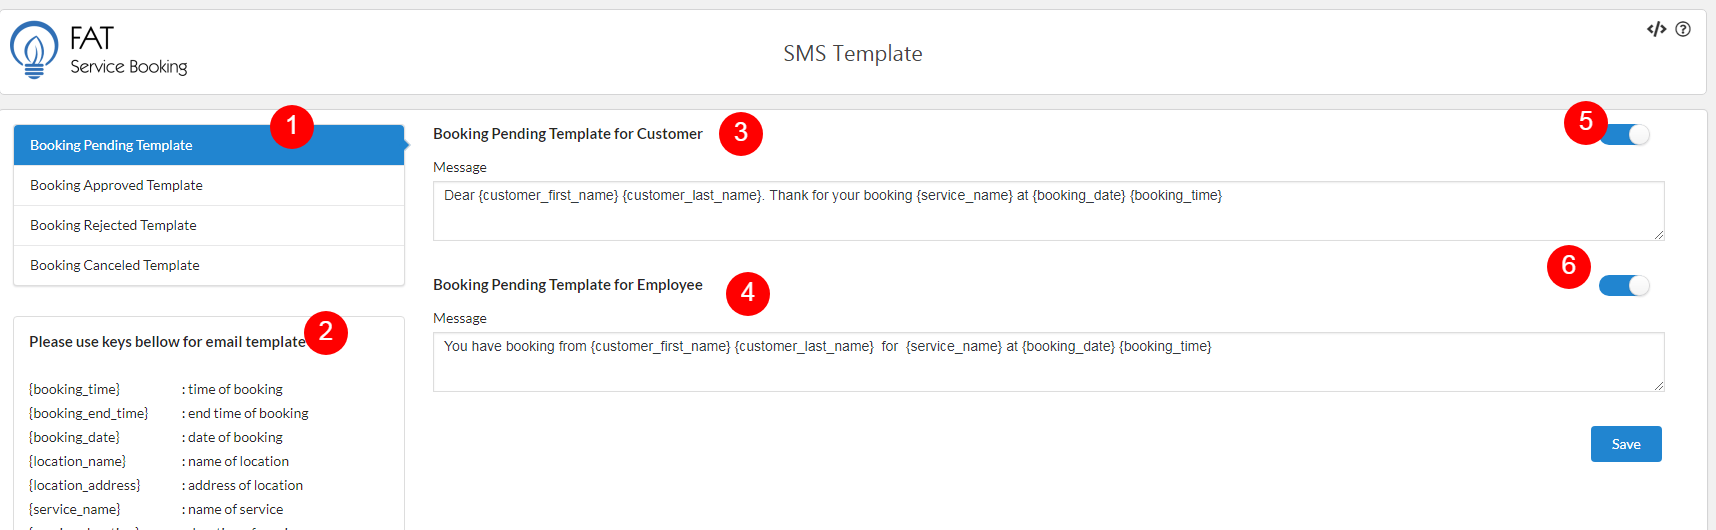 FAT
Service Booking
SMS Template
</>
?
1
Booking Pending Template
Booking Approved Template
Booking Rejected Template
Booking Canceled Template
2
Please use keys bellow for email template
{booking_time} : time of booking
{booking_end_time} : end time of booking
{booking_date} : date of booking
{location_name} : name of location
{location_address} : address of location
{service_name} : name of service
Booking Pending Template for Customer
3
5
Message
Dear {customer_first_name} {customer_last_name}. Thank for your booking {service_name} at {booking_date} {booking_time}
Booking Pending Template for Employee
4
6
Message
You have booking from {customer_first_name} {customer_last_name}  for  {service_name} at {booking_date} {booking_time}
Save